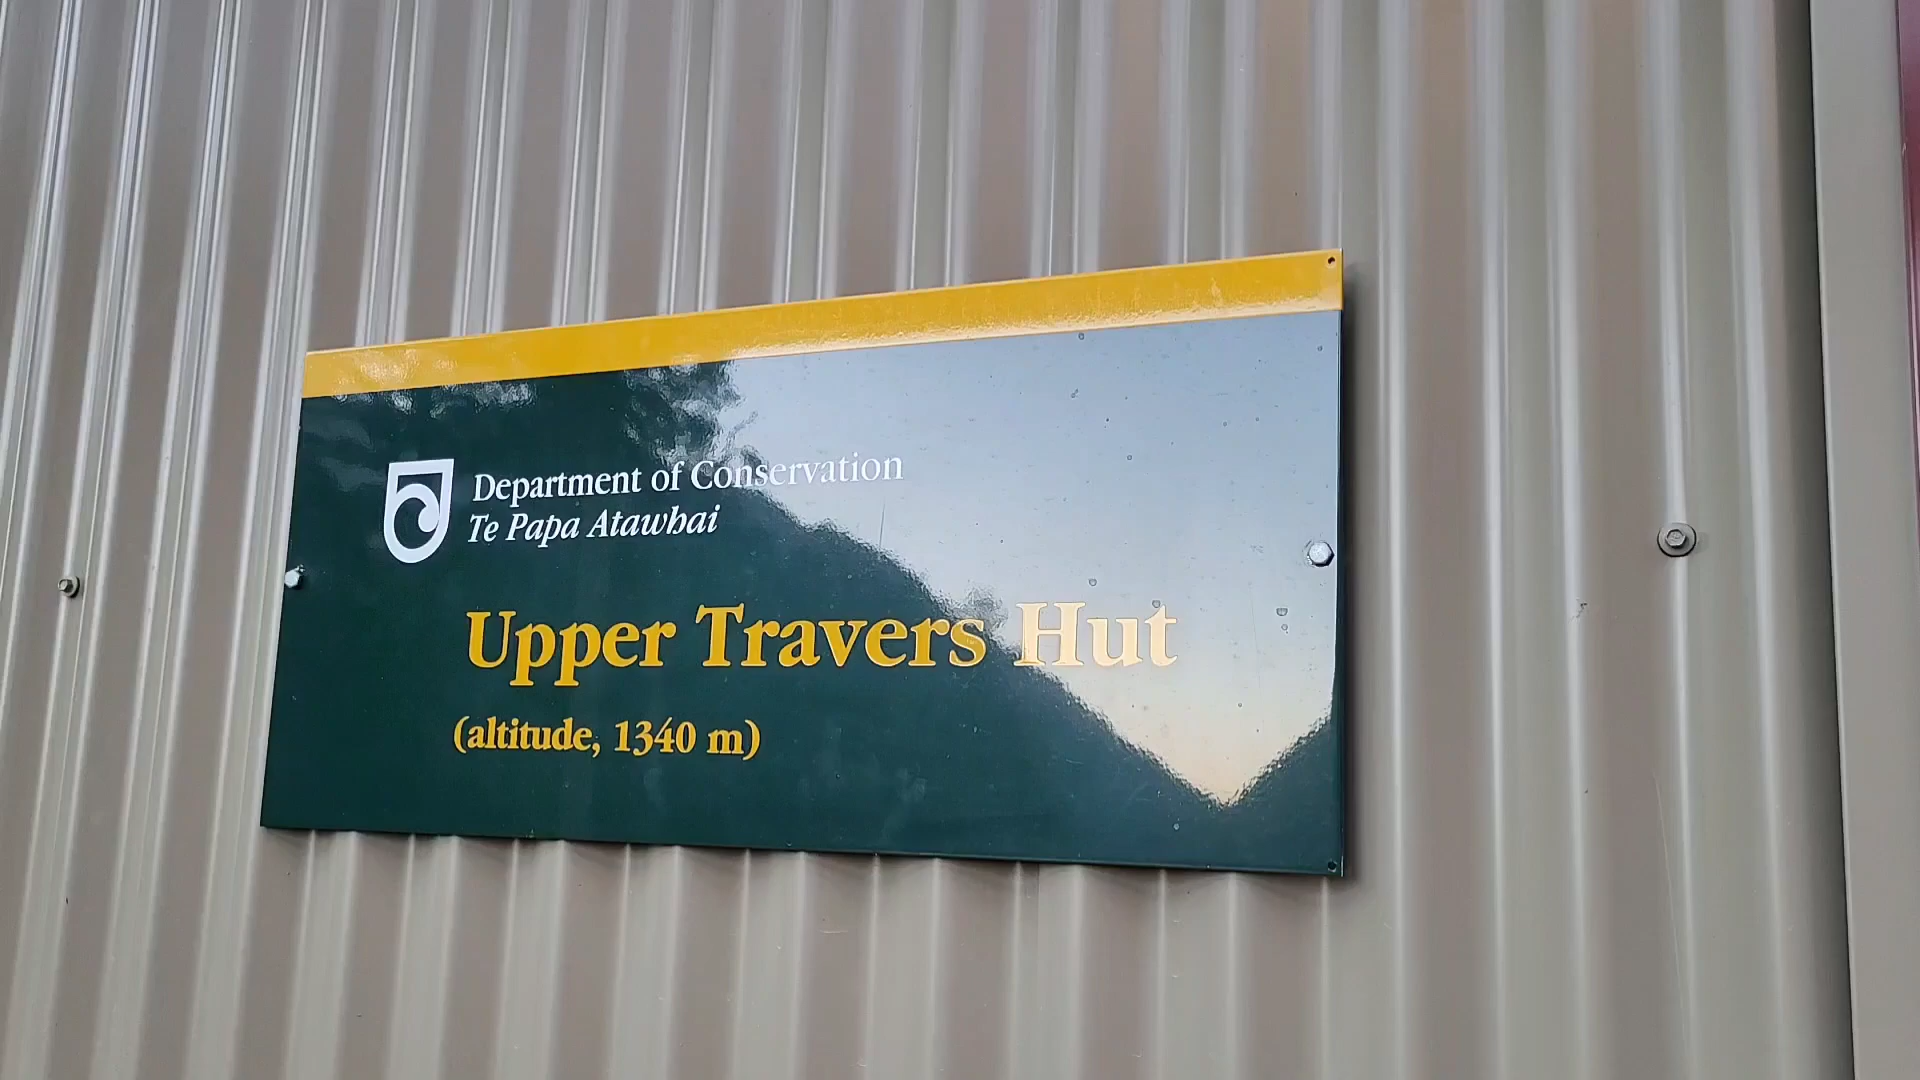 Department of Conservation
Te Papa Atawhai
Upper Travers Hut
(altitude, 1340 m)